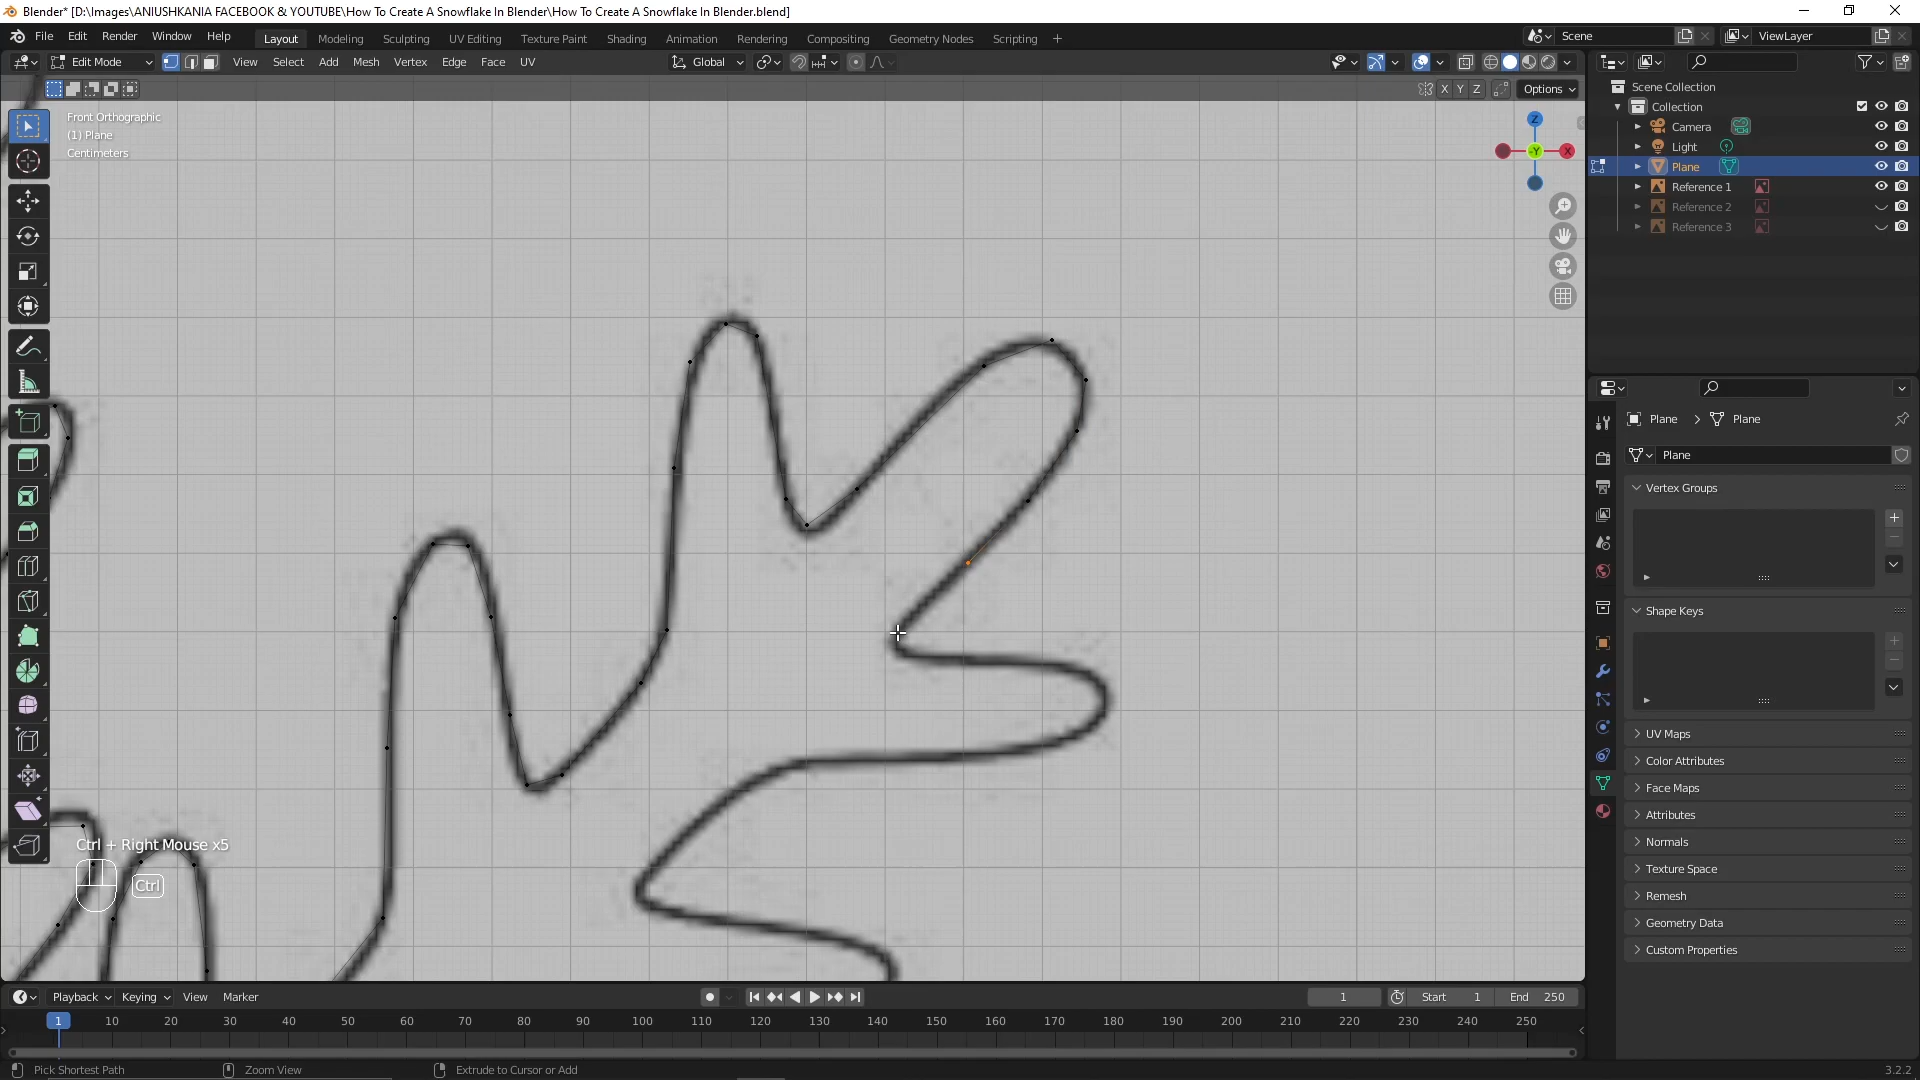 Blender* [D:\Images\ANIUSHKANIA FACEBOOK & YOUTUBE\How To Create A Snowflake In Blender\How To Create A Snowflake In Blender.blend]
File Edit Render Window Help Layout Modeling Sculpting UV Editing Texture Paint Shading Animation Rendering Compositing Geometry Nodes Scripting + Scene ViewLayer
Edit Mode View Select Add Mesh Vertex Edge Face UV Global
X Y Z Options
Front Orthographic
(1) Plane
Centimeters
Z
-Y
X
Scene Collection
Collection
Camera
Light
Plane
Reference 1
Reference 2
Reference 3
Plane > Plane
Plane
Vertex Groups
Shape Keys
UV Maps
Color Attributes
Face Maps
Attributes
Normals
Texture Space
Remesh
Geometry Data
Custom Properties
Ctrl + Right Mouse x5
Ctrl
Playback Keying View Marker 1 Start 1 End 250
1 10 20 30 40 50 60 70 80 90 100 110 120 130 140 150 160 170 180 190 200 210 220 230 240 250
Pick Shortest Path Zoom View Extrude to Cursor or Add 3.2.2